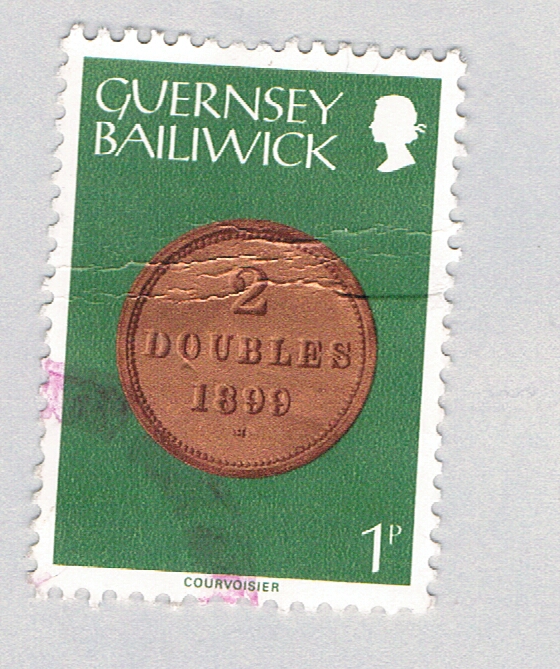 GUERNSEY
BAILIWICK
2
DOUBLES
1899
1P
COURVOISIER